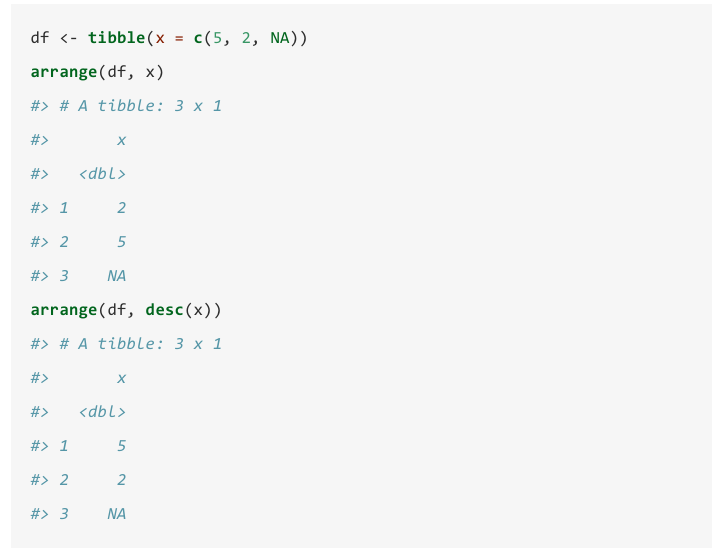 df <- tibble(x = c(5, 2, NA))
arrange(df, x)
#> # A tibble: 3 x 1
#>       x
#>   <dbl>
#> 1     2
#> 2     5
#> 3    NA
arrange(df, desc(x))
#> # A tibble: 3 x 1
#>       x
#>   <dbl>
#> 1     5
#> 2     2
#> 3    NA